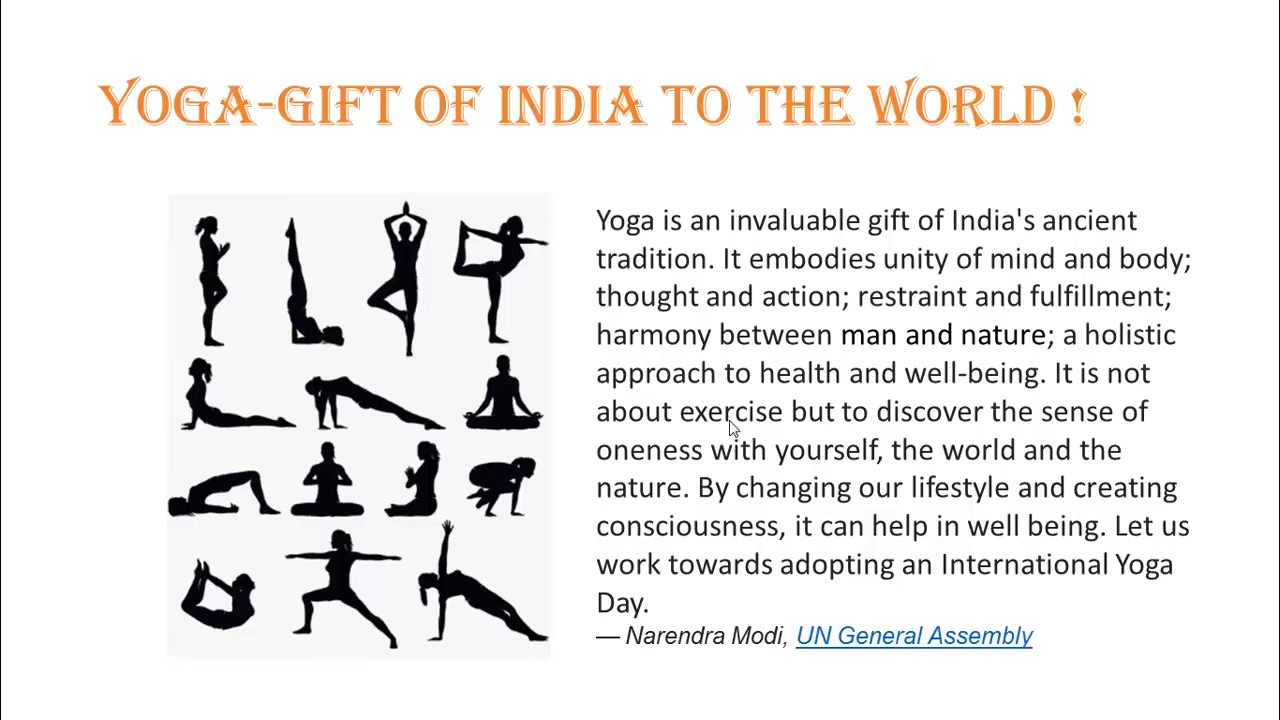 YOGA-GIFT OF INDIA TO THE WORLD !
Yoga is an invaluable gift of India's ancient
tradition. It embodies unity of mind and body;
thought and action; restraint and fulfillment;
harmony between man and nature; a holistic
approach to health and well-being. It is not
about exercise but to discover the sense of
oneness with yourself, the world and the
nature. By changing our lifestyle and creating
consciousness, it can help in well being. Let us
work towards adopting an International Yoga
Day.
— Narendra Modi, UN General Assembly